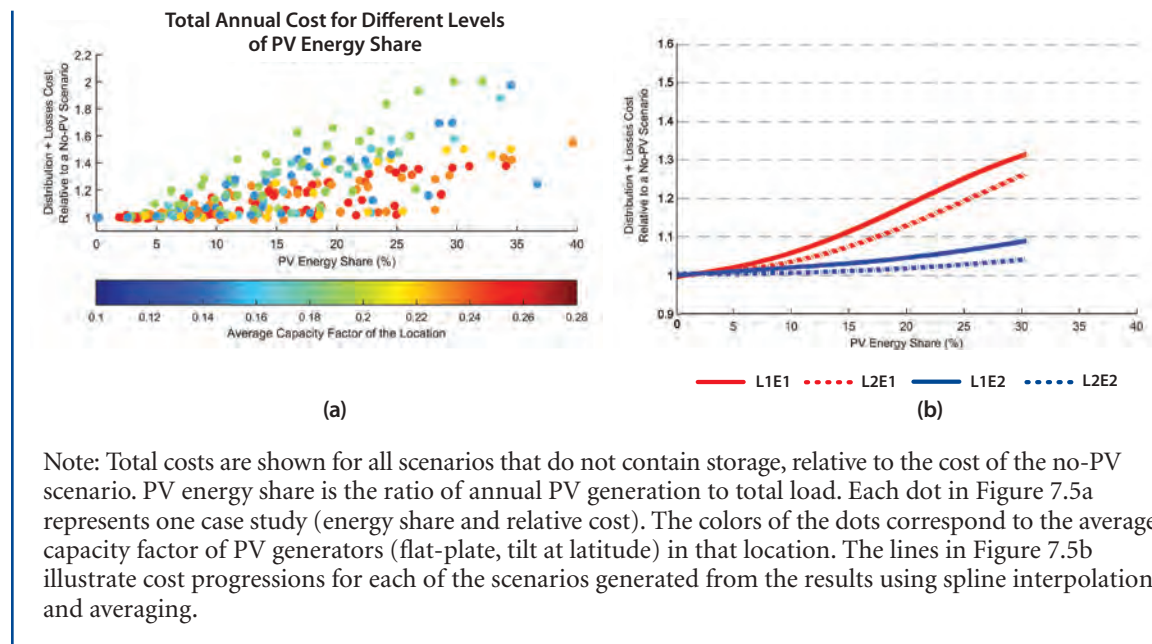 Total Annual Cost for Different Levels
of PV Energy Share
Distribution + Losses Cost
Relative to a No-PV Scenario
2.2
2
1.8
1.6
1.4
1.2
1
0 5 10 15 20 25 30 35 40
PV Energy Share (%)
0.1 0.12 0.14 0.16 0.18 0.2 0.22 0.24 0.26 0.28
Average Capacity Factor of the Location
(a)
Distribution + Losses Cost
Relative to a No-PV Scenario
1.6
1.5
1.4
1.3
1.2
1.1
1
0.9
0 5 10 15 20 25 30 35 40
PV Energy Share (%)
L1E1 L2E1 L1E2 L2E2
(b)
Note: Total costs are shown for all scenarios that do not contain storage, relative to the cost of the no-PV
scenario. PV energy share is the ratio of annual PV generation to total load. Each dot in Figure 7.5a
represents one case study (energy share and relative cost). The colors of the dots correspond to the average
capacity factor of PV generators (flat-plate, tilt at latitude) in that location. The lines in Figure 7.5b
illustrate cost progressions for each of the scenarios generated from the results using spline interpolation
and averaging.